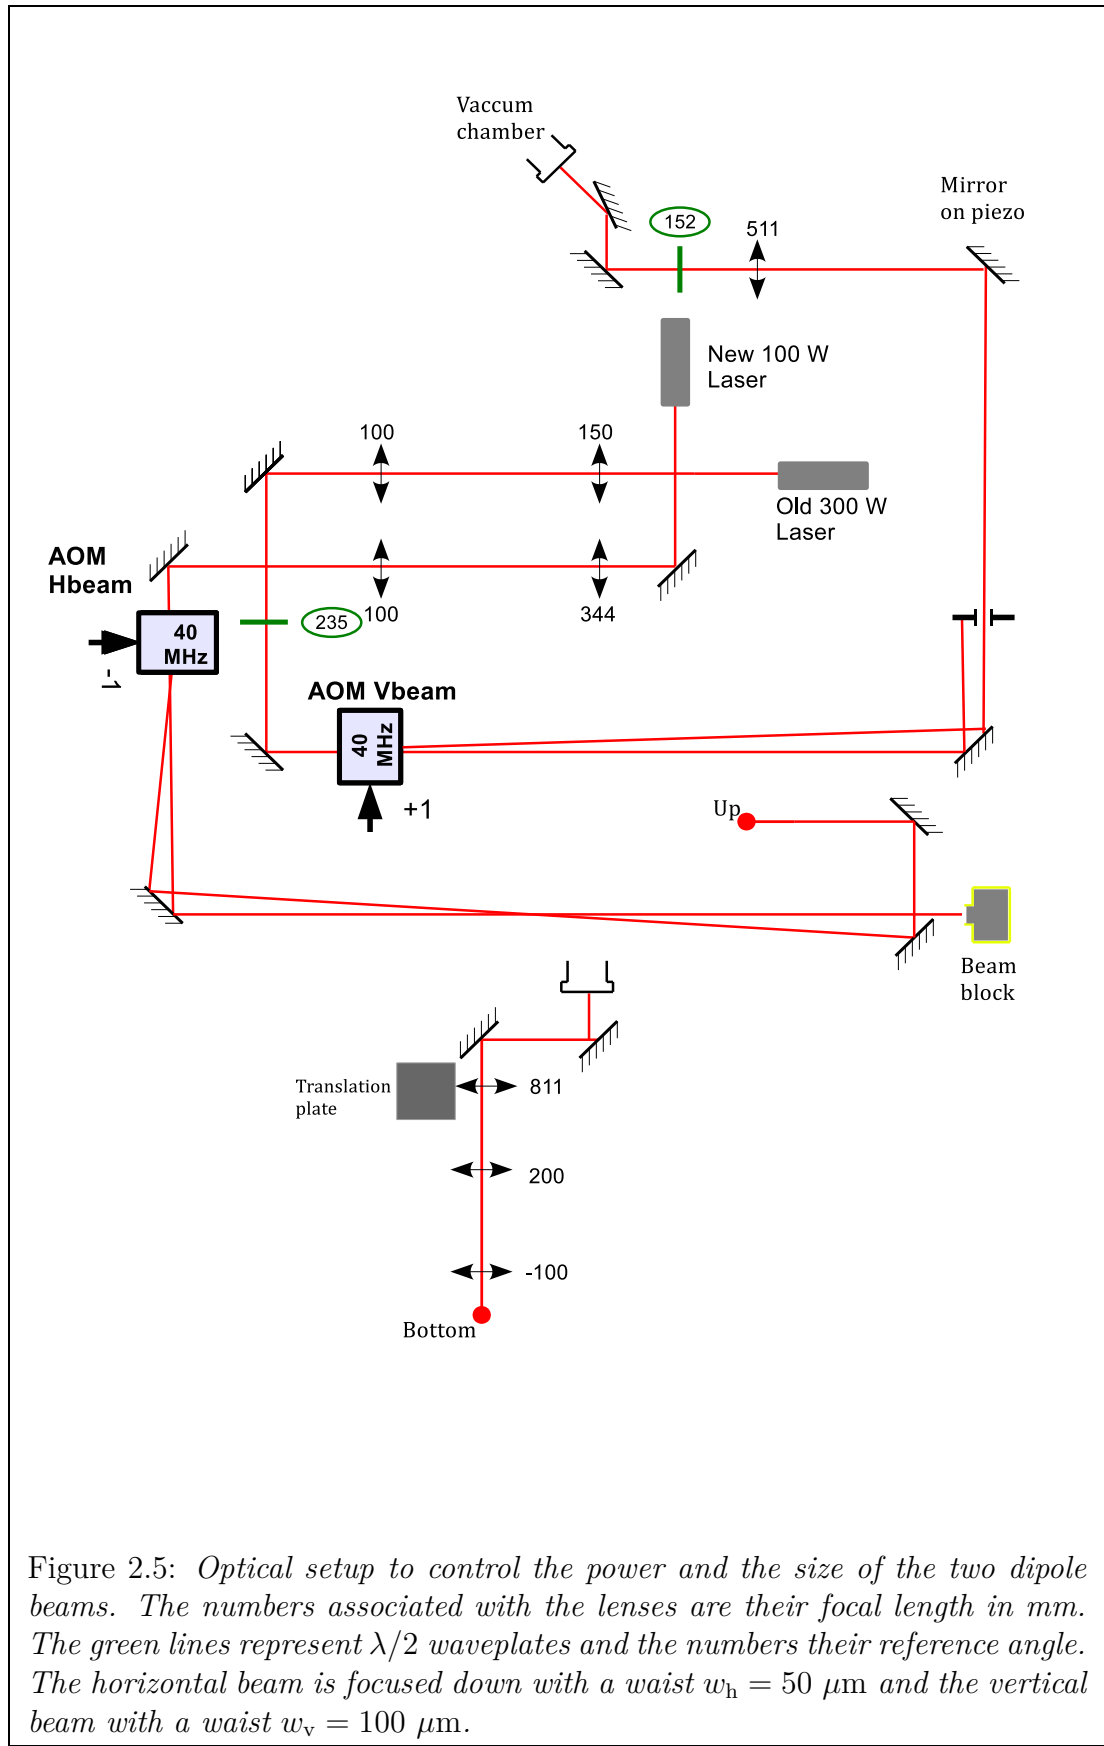 Vaccum
chamber
Mirror
on piezo
152
511
New 100 W
Laser
100
150
Old 300 W
Laser
AOM
Hbeam
100
344
40
MHz
235
-1
AOM Vbeam
40
MHz
+1
Up
Beam
block
Translation
plate
811
200
-100
Bottom
Figure 2.5: Optical setup to control the power and the size of the two dipole
beams. The numbers associated with the lenses are their focal length in mm.
The green lines represent λ/2 waveplates and the numbers their reference angle.
The horizontal beam is focused down with a waist w_h = 50 μm and the vertical
beam with a waist w_v = 100 μm.